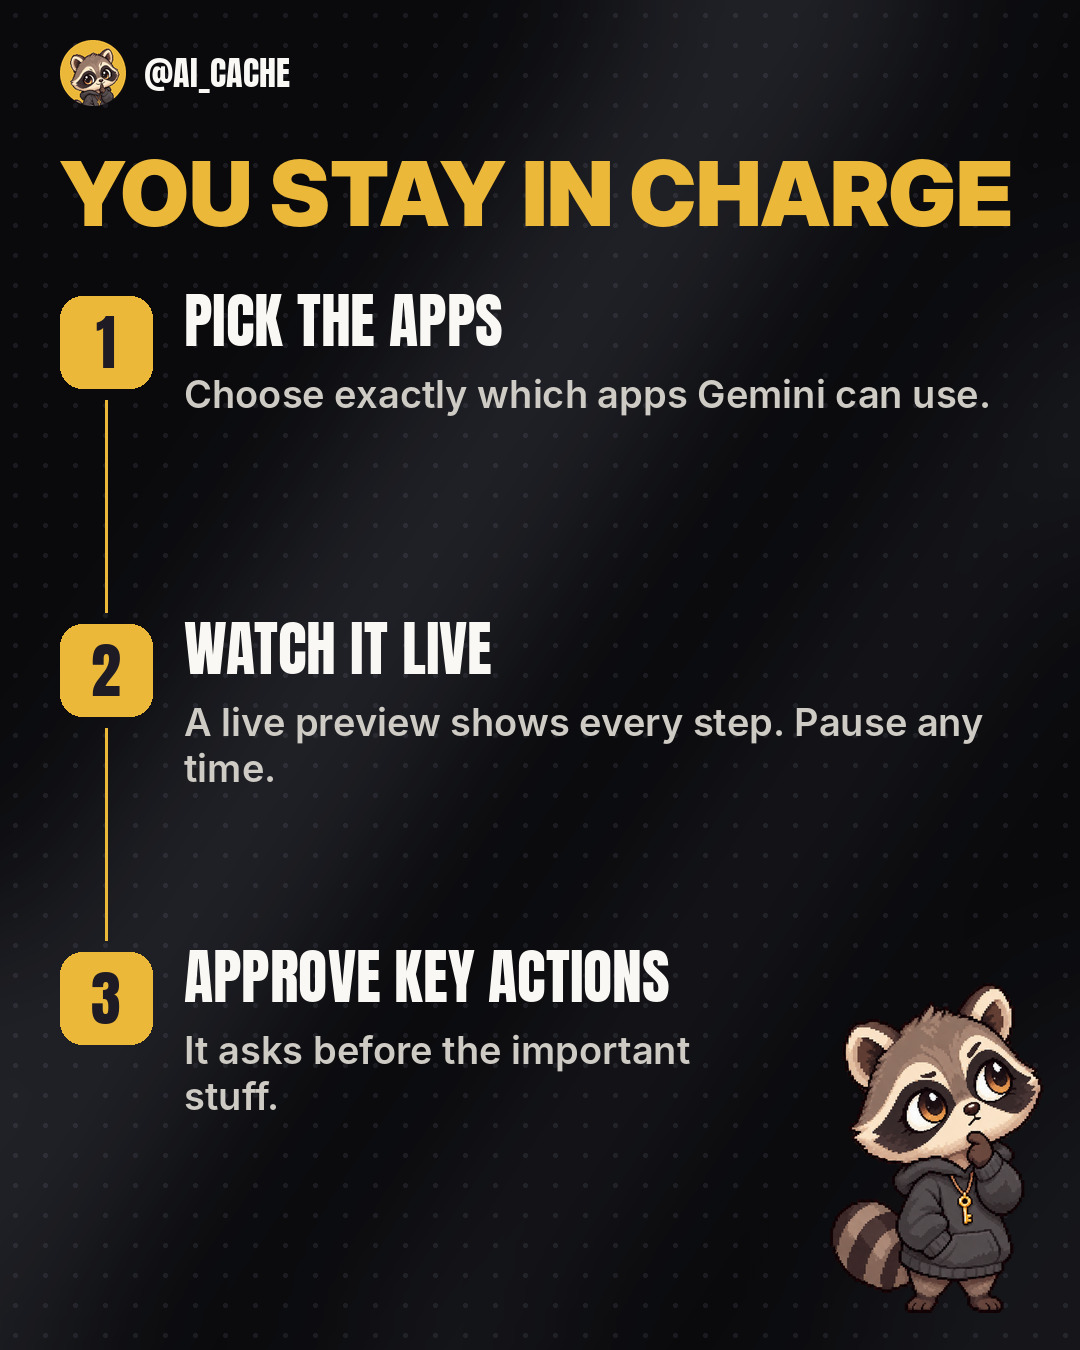 @AI_CACHE
YOU STAY IN CHARGE
1
PICK THE APPS
Choose exactly which apps Gemini can use.
2
WATCH IT LIVE
A live preview shows every step. Pause any
time.
3
APPROVE KEY ACTIONS
It asks before the important
stuff.